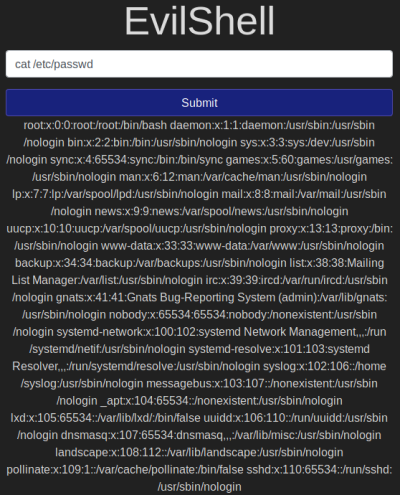 EvilShell
cat /etc/passwd
Submit
root:x:0:0:root:/root:/bin/bash daemon:x:1:1:daemon:/usr/sbin:/usr/sbin
/nologin bin:x:2:2:bin:/bin:/usr/sbin/nologin sys:x:3:3:sys:/dev:/usr/sbin
/nologin sync:x:4:65534:sync:/bin:/bin/sync games:x:5:60:games:/usr/games:
/usr/sbin/nologin man:x:6:12:man:/var/cache/man:/usr/sbin/nologin
lp:x:7:7:lp:/var/spool/lpd:/usr/sbin/nologin mail:x:8:8:mail:/var/mail:/usr/sbin
/nologin news:x:9:9:news:/var/spool/news:/usr/sbin/nologin
uucp:x:10:10:uucp:/var/spool/uucp:/usr/sbin/nologin proxy:x:13:13:proxy:/bin:
/usr/sbin/nologin www-data:x:33:33:www-data:/var/www:/usr/sbin/nologin
backup:x:34:34:backup:/var/backups:/usr/sbin/nologin list:x:38:38:Mailing
List Manager:/var/list:/usr/sbin/nologin irc:x:39:39:ircd:/var/run/ircd:/usr/sbin
/nologin gnats:x:41:41:Gnats Bug-Reporting System (admin):/var/lib/gnats:
/usr/sbin/nologin nobody:x:65534:65534:nobody:/nonexistent:/usr/sbin
/nologin systemd-network:x:100:102:systemd Network Management,,,:/run
/systemd/netif:/usr/sbin/nologin systemd-resolve:x:101:103:systemd
Resolver,,,:/run/systemd/resolve:/usr/sbin/nologin syslog:x:102:106::/home
/syslog:/usr/sbin/nologin messagebus:x:103:107::/nonexistent:/usr/sbin
/nologin _apt:x:104:65534::/nonexistent:/usr/sbin/nologin
lxd:x:105:65534::/var/lib/lxd/:/bin/false uuidd:x:106:110::/run/uuidd:/usr/sbin
/nologin dnsmasq:x:107:65534:dnsmasq,,,:/var/lib/misc:/usr/sbin/nologin
landscape:x:108:112::/var/lib/landscape:/usr/sbin/nologin
pollinate:x:109:1::/var/cache/pollinate:/bin/false sshd:x:110:65534::/run/sshd:
/usr/sbin/nologin